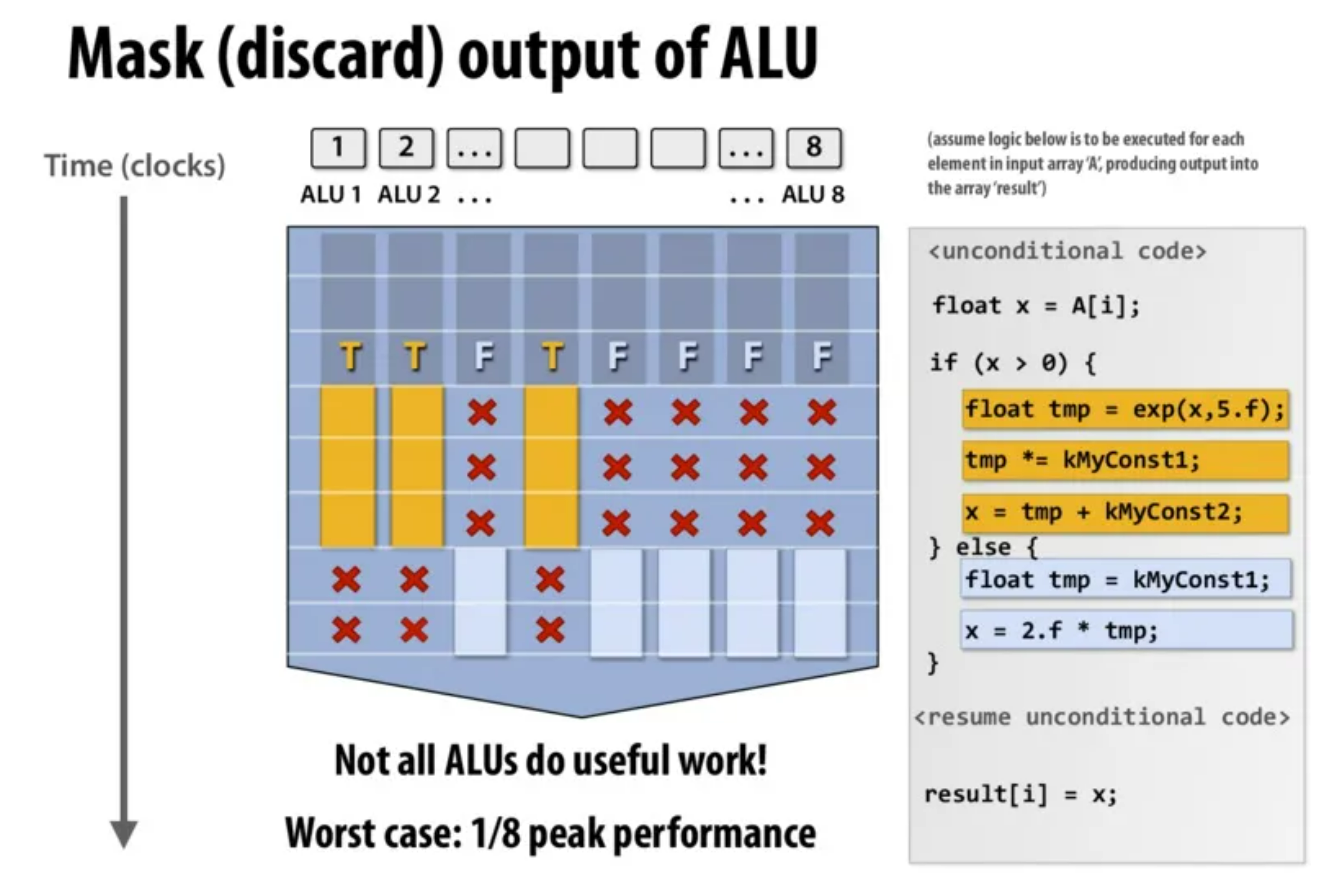 Mask (discard) output of ALU
Time (clocks)
1 2 ... ... 8
ALU 1 ALU 2 ... ... ALU 8
T T F T F F F F
Not all ALUs do useful work!
Worst case: 1/8 peak performance
(assume logic below is to be executed for each
element in input array 'A', producing output into
the array 'result')
<unconditional code>
float x = A[i];
if (x > 0) {
float tmp = exp(x,5.f);
tmp *= kMyConst1;
x = tmp + kMyConst2;
} else {
float tmp = kMyConst1;
x = 2.f * tmp;
}
<resume unconditional code>
result[i] = x;